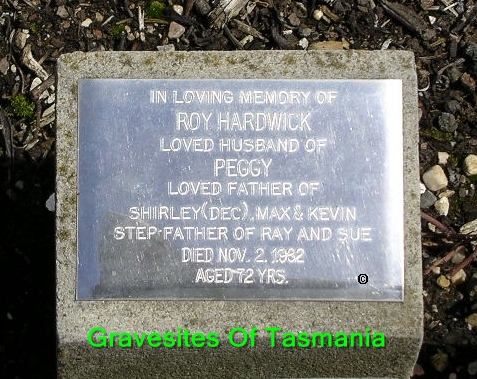 IN LOVING MEMORY OF
ROY HARDWICK
LOVED HUSBAND OF
PEGGY
LOVED FATHER OF
SHIRLEY (DEC), MAX & KEVIN
STEP-FATHER OF RAY AND SUE
DIED NOV. 2. 1982
AGED 72 YRS.
©
Gravesites Of Tasmania